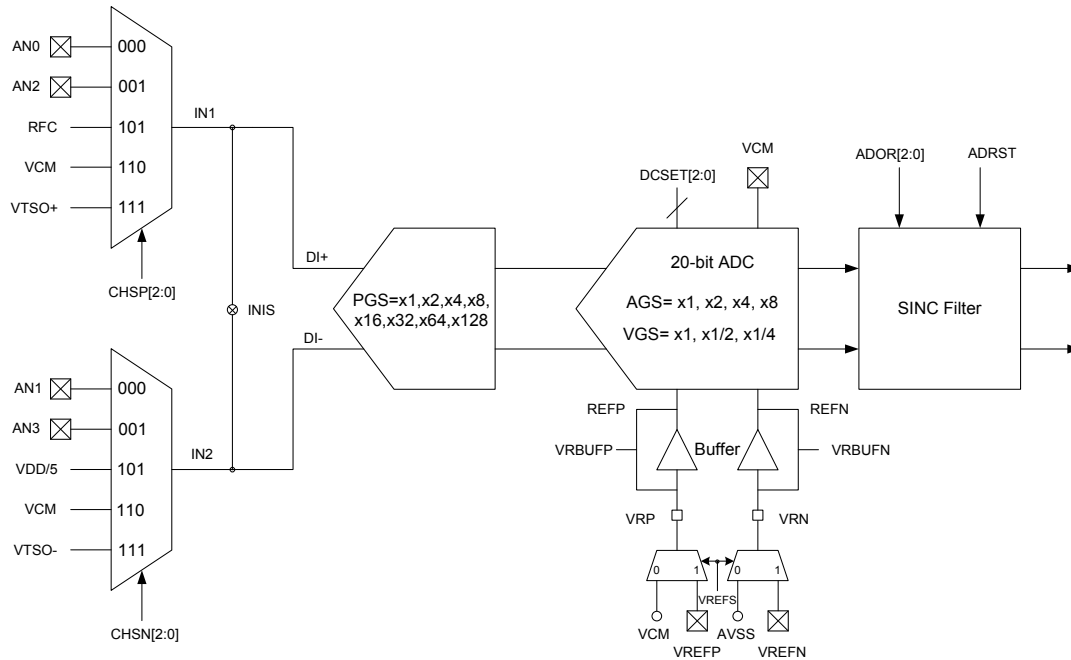 AN0
000
AN2
001
RFC
101
IN1
VCM
110
VTSO+
111
CHSP[2:0]
INIS
AN1
000
AN3
001
VDD/5
101
IN2
VCM
110
VTSO-
111
CHSN[2:0]
DI+
DI-
PGS=x1,x2,x4,x8,
x16,x32,x64,x128
DCSET[2:0]
VCM
20-bit ADC
AGS= x1, x2, x4, x8
VGS= x1, x1/2, x1/4
ADOR[2:0]
ADRST
SINC Filter
REFP
REFN
VRBUFP
Buffer
VRBUFN
VRP
VRN
0 1
0 1
VREFS
VCM
AVSS
VREFP
VREFN